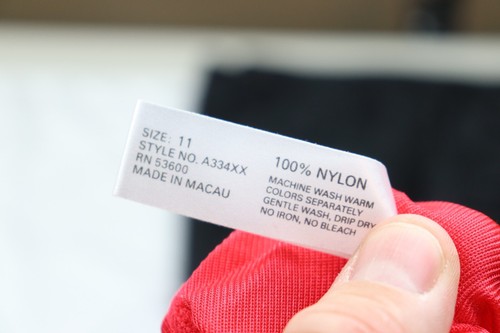 SIZE: 11
STYLE NO. A334XX
RN 53600
MADE IN MACAU
100% NYLON
MACHINE WASH WARM
COLORS SEPARATELY
GENTLE WASH, DRIP DRY
NO IRON, NO BLEACH